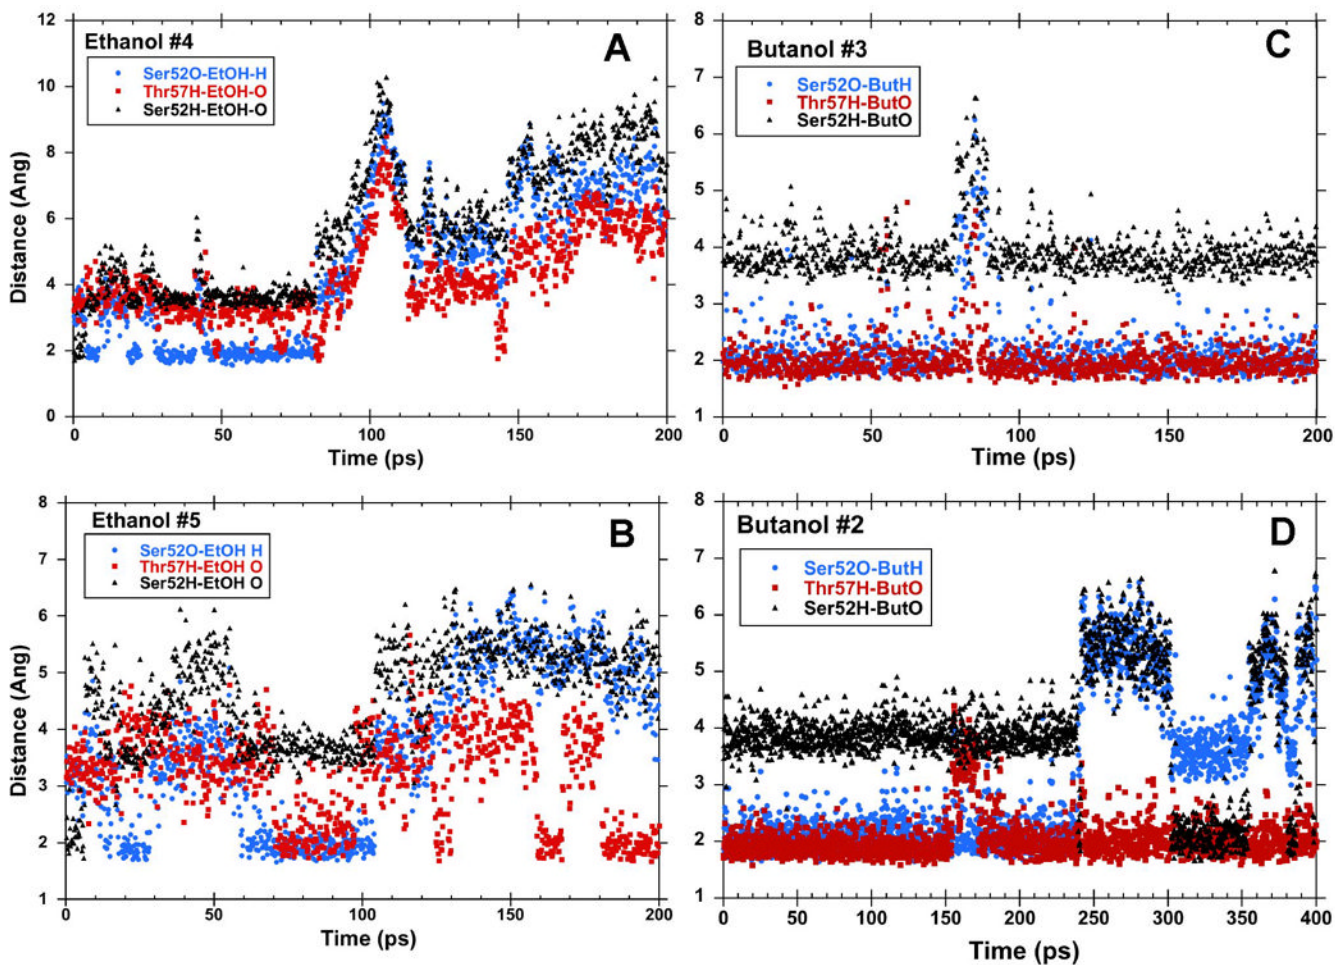 Ethanol #4
A
Ser52O-EtOH-H
Thr57H-EtOH-O
Ser52H-EtOH-O
Distance (Ang)
12
10
8
6
4
2
0
0 50 100 150 200
Time (ps)
Butanol #3
C
Ser52O-ButH
Thr57H-ButO
Ser52H-ButO
8
7
6
5
4
3
2
1
0 50 100 150 200
Time (ps)
Ethanol #5
B
Ser52O-EtOH H
Thr57H-EtOH O
Ser52H-EtOH O
Distance (Ang)
8
7
6
5
4
3
2
1
0 50 100 150 200
Time (ps)
Butanol #2
D
Ser52O-ButH
Thr57H-ButO
Ser52H-ButO
8
7
6
5
4
3
2
1
0 50 100 150 200 250 300 350 400
Time (ps)